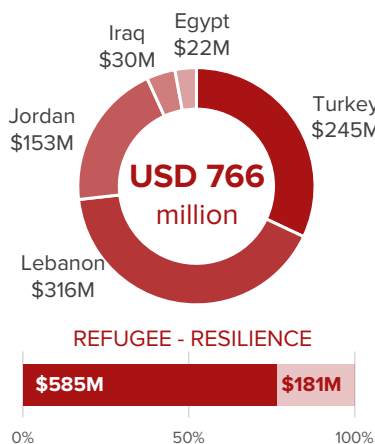 Egypt
$22M
Iraq
$30M
Turkey
$245M
Jordan
$153M
USD 766
million
Lebanon
$316M
REFUGEE - RESILIENCE
$585M
$181M
0%
50%
100%